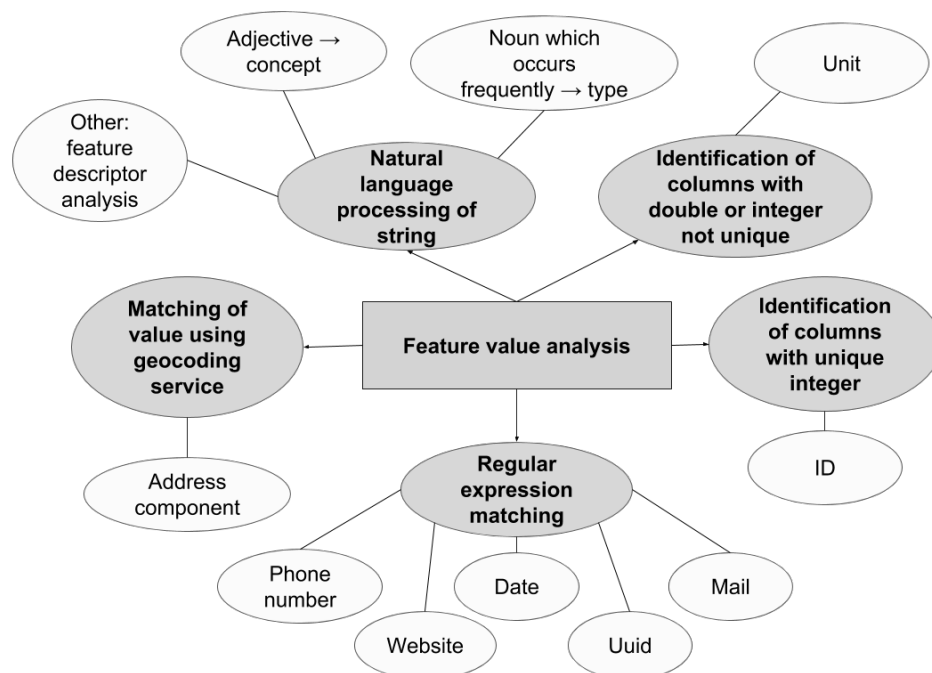 Adjective →
concept
Noun which
occurs
frequently → type
Unit
Other:
feature
descriptor
analysis
Natural
language
processing of
string
Identification of
columns with
double or integer
not unique
Matching of
value using
geocoding
service
Feature value analysis
Identification
of columns
with unique
integer
Address
component
Regular
expression
matching
ID
Phone
number
Date
Mail
Website
Uuid